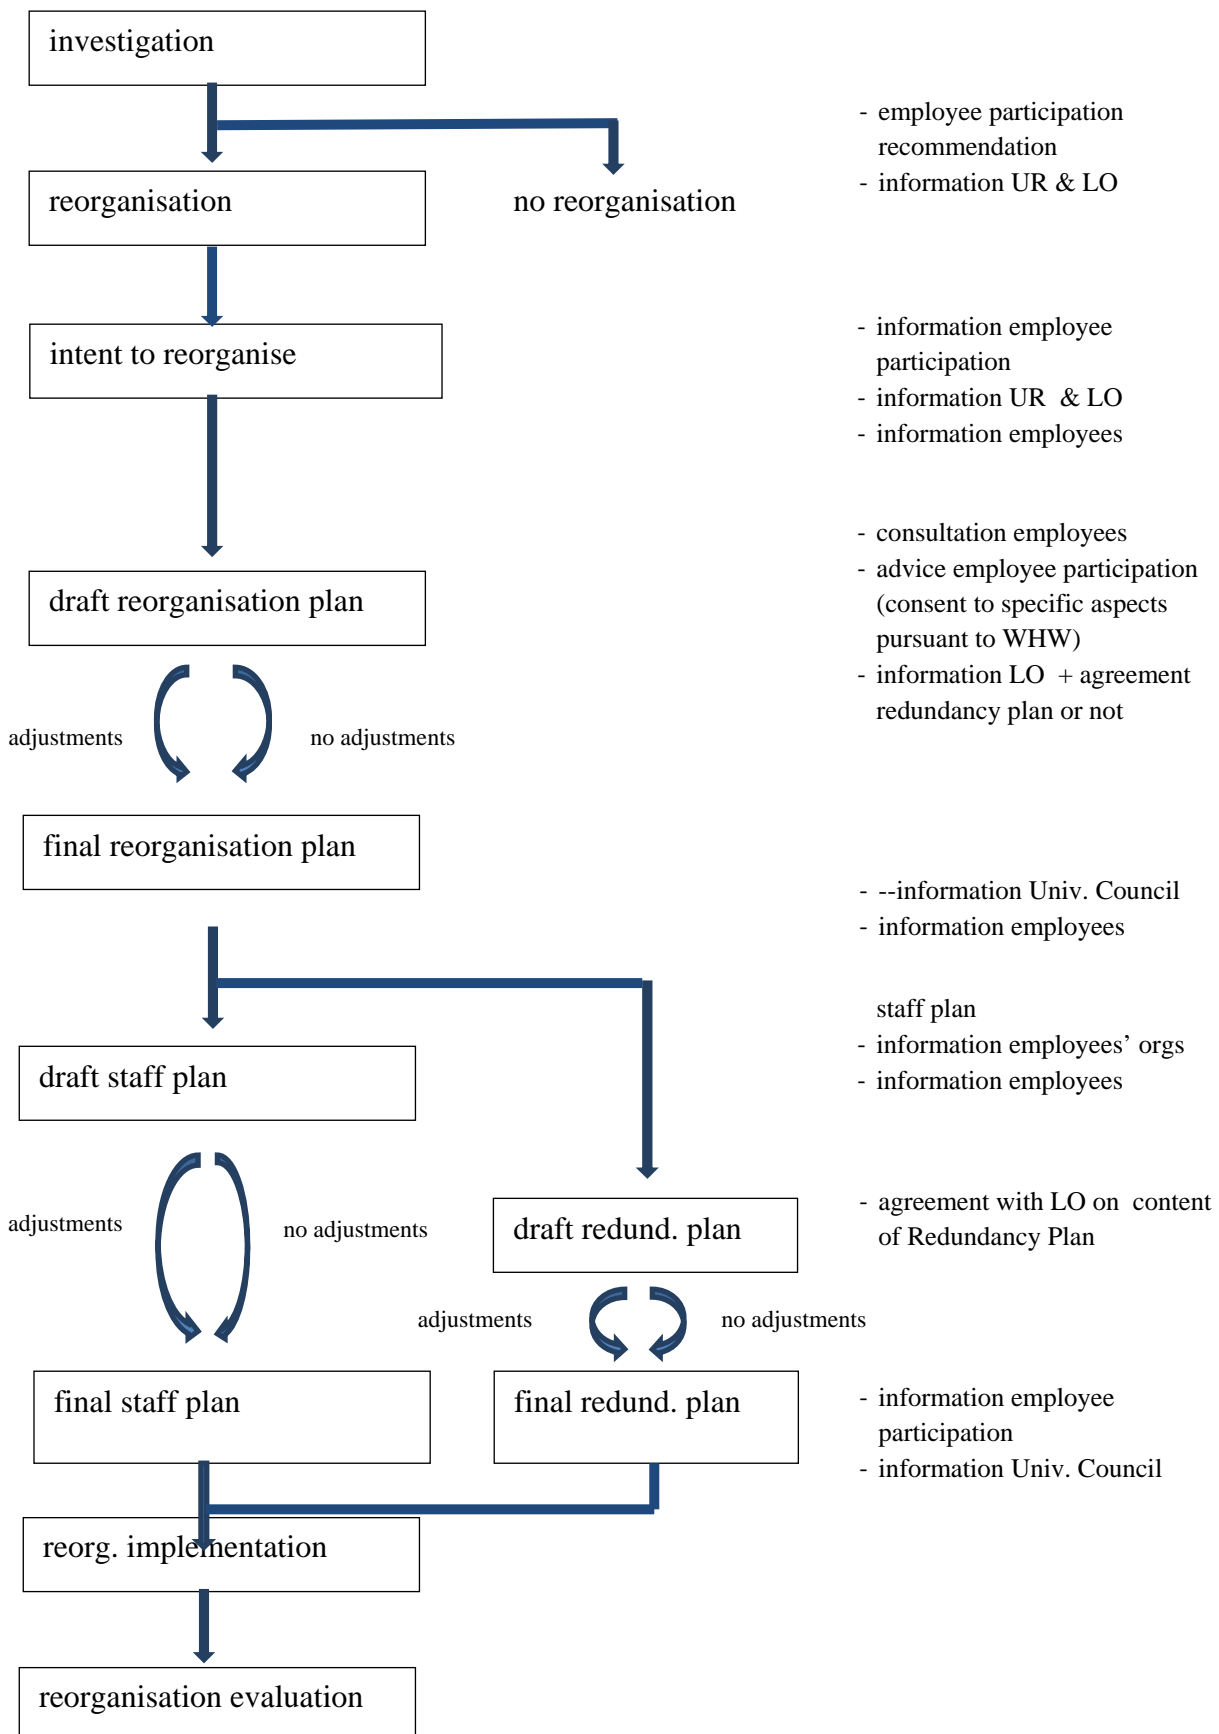 investigation
- employee participation
recommendation
- information UR & LO
reorganisation
no reorganisation
- information employee
participation
- information UR & LO
- information employees
intent to reorganise
- consultation employees
- advice employee participation
(consent to specific aspects
pursuant to WHW)
- information LO + agreement
redundancy plan or not
draft reorganisation plan
adjustments
no adjustments
final reorganisation plan
- --information Univ. Council
- information employees
staff plan
- information employees’ orgs
- information employees
draft staff plan
adjustments
no adjustments
draft redund. plan
- agreement with LO on content
of Redundancy Plan
adjustments
no adjustments
final staff plan
final redund. plan
- information employee
participation
- information Univ. Council
reorg. implementation
reorganisation evaluation